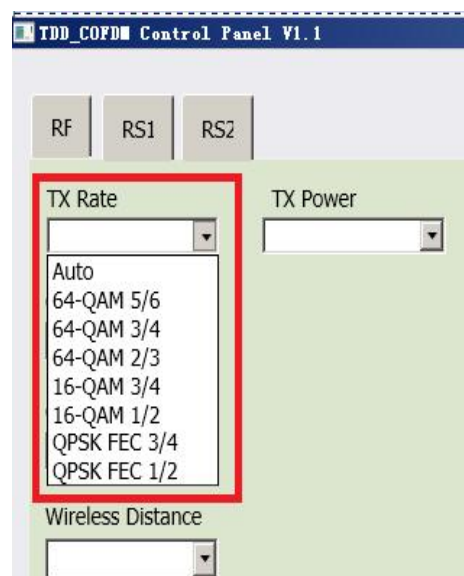 TDD_COFDM Control Panel V1.1
RF RS1 RS2
TX Rate TX Power
Auto
64-QAM 5/6
64-QAM 3/4
64-QAM 2/3
16-QAM 3/4
16-QAM 1/2
QPSK FEC 3/4
QPSK FEC 1/2
Wireless Distance